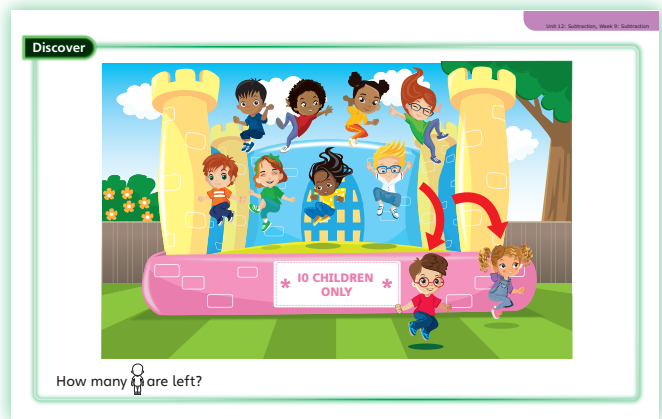 Unit 12: Subtraction, Week 9: Subtraction
Discover
* 10 CHILDREN *
ONLY
How many are left?